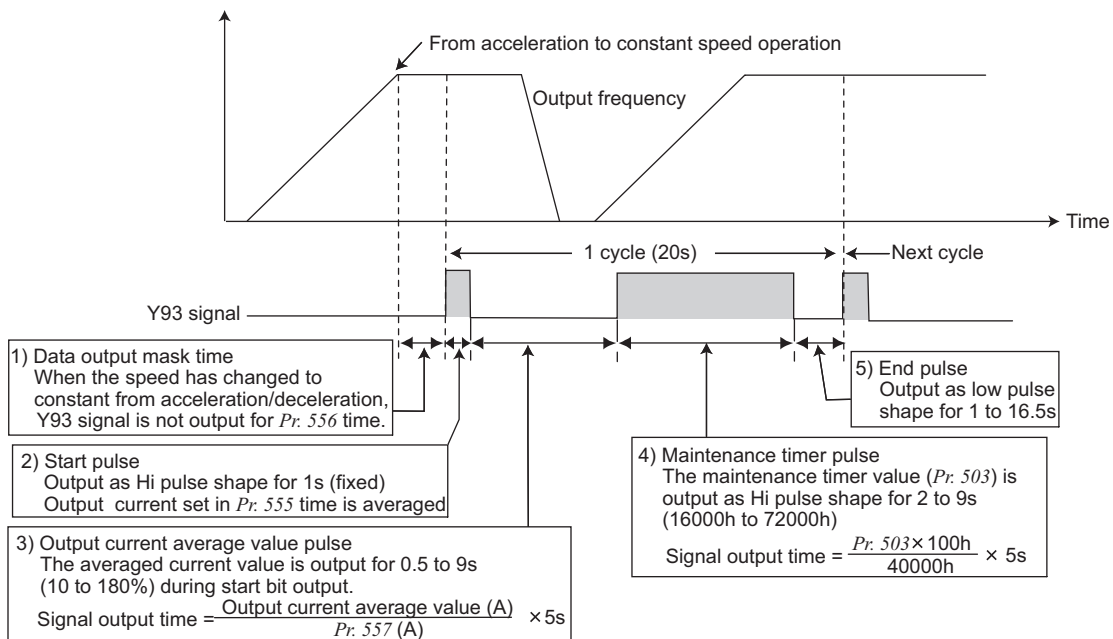 From acceleration to constant speed operation
Output frequency
Time
1 cycle (20s)
Next cycle
Y93 signal
1) Data output mask time
When the speed has changed to
constant from acceleration/deceleration,
Y93 signal is not output for Pr. 556 time.
2) Start pulse
Output as Hi pulse shape for 1s (fixed)
Output current set in Pr. 555 time is averaged
3) Output current average value pulse
The averaged current value is output for 0.5 to 9s
(10 to 180%) during start bit output.
Signal output time = Output current average value (A) / Pr. 557 (A) ×5s
5) End pulse
Output as low pulse
shape for 1 to 16.5s
4) Maintenance timer pulse
The maintenance timer value (Pr. 503) is
output as Hi pulse shape for 2 to 9s
(16000h to 72000h)
Signal output time = Pr. 503×100h / 40000h × 5s